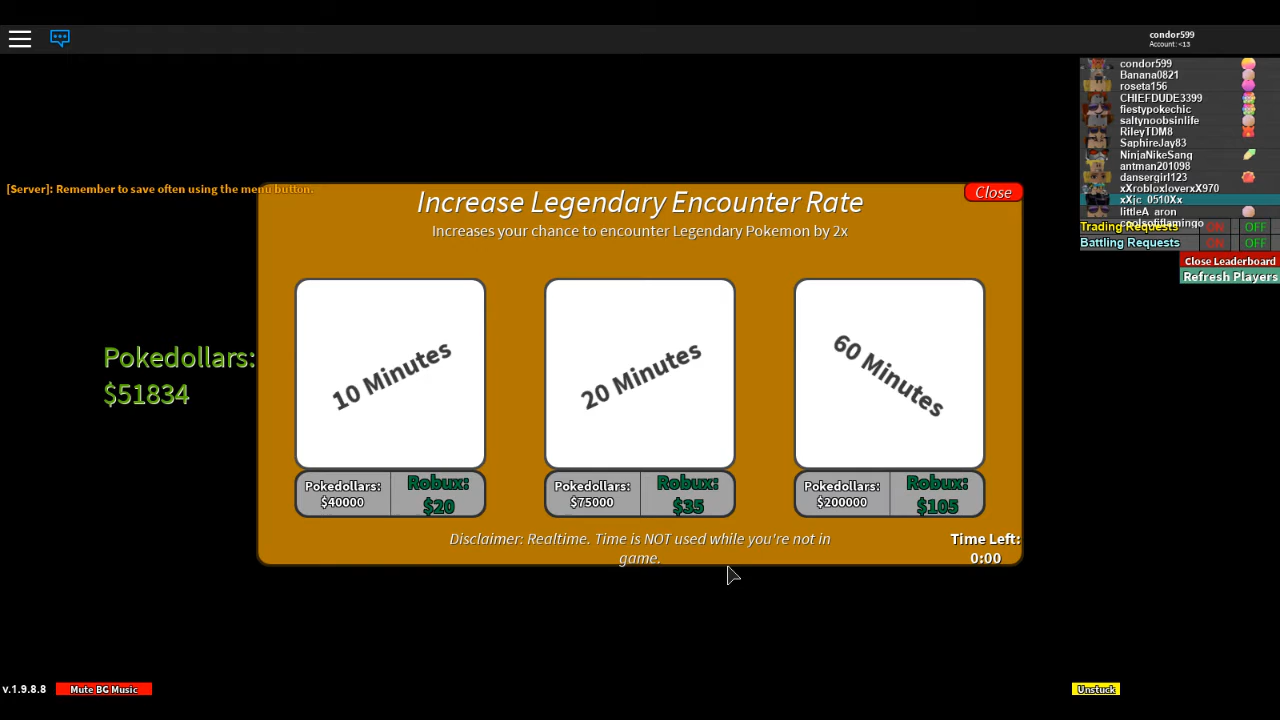 condor599
Account: <13
condor599
Banana0821
roseta156
CHIEFDUDE3399
fiestypokechic
saltynoobsinlife
RileyTDM8
SaphireJay83
NinjaNikeSang
antman201098
dansergirl123
xXrobloxloverxX970
xXjc_0510Xx
littleA_aron
coolsofflamingo
Trading Requests ON OFF
Battling Requests ON OFF
Close Leaderboard
Refresh Players
[Server]: Remember to save often using the menu button.
Close
Increase Legendary Encounter Rate
Increases your chance to encounter Legendary Pokemon by 2x
Pokedollars:
$51834
10 Minutes
20 Minutes
60 Minutes
Pokedollars:
$40000
Robux:
$20
Pokedollars:
$75000
Robux:
$35
Pokedollars:
$200000
Robux:
$105
Disclaimer: Realtime. Time is NOT used while you're not in
game.
Time Left:
0:00
v.1.9.8.8
Mute BG Music
Unstuck